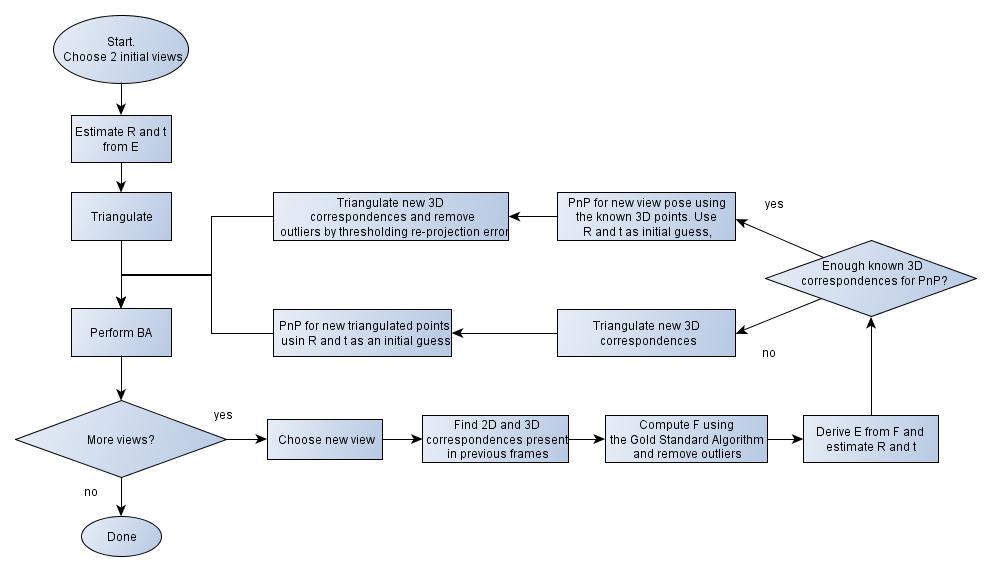 Start.
Choose 2 initial views
Estimate R and t
from E
Triangulate
Perform BA
More views?
no
Done
yes
Choose new view
Find 2D and 3D
correspondences present
in previous frames
Compute F using
the Gold Standard Algorithm
and remove outliers
Derive E from F and
estimate R and t
Enough known 3D
correspondences for PnP?
yes
PnP for new view pose using
the known 3D points. Use
R and t as initial guess,
Triangulate new 3D
correspondences and remove
outliers by thresholding re-projection error
no
Triangulate new 3D
correspondences
PnP for new triangulated points
usin R and t as an initial guess